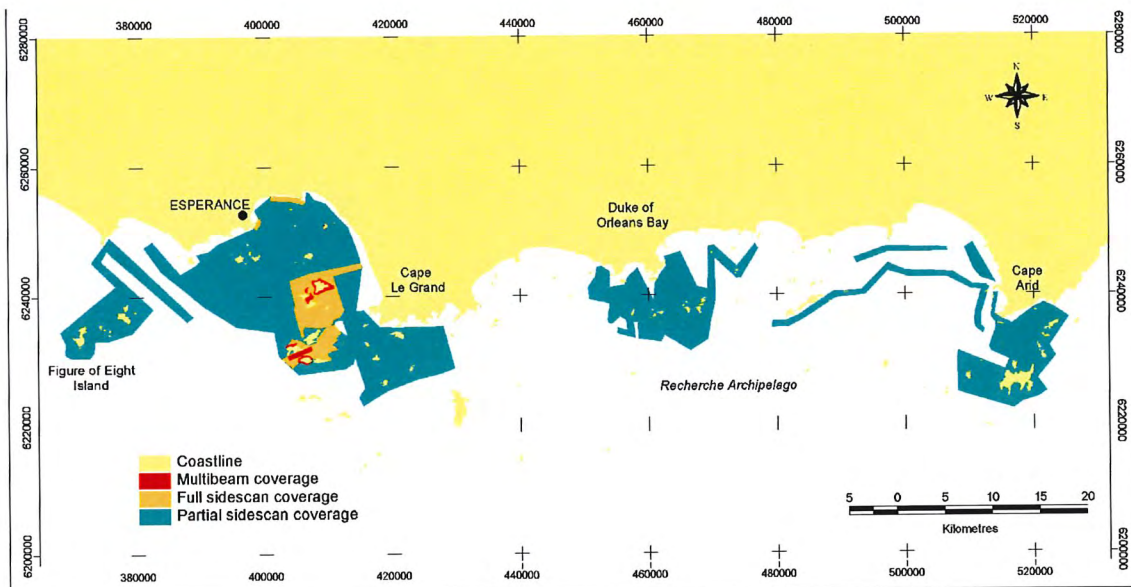 380000 400000 420000 440000 460000 480000 500000 520000
6280000 6280000
N
W E
S
6260000 6260000
ESPERANCE
Duke of
Orleans Bay
Cape
Le Grand
Cape
Arid
6240000 6240000
Figure of Eight
Island
Recherche Archipelago
6220000 6220000
Coastline
Multibeam coverage
Full sidescan coverage
Partial sidescan coverage
5 0 5 10 15 20
Kilometres
6200000 6200000
380000 400000 420000 440000 460000 480000 500000 520000